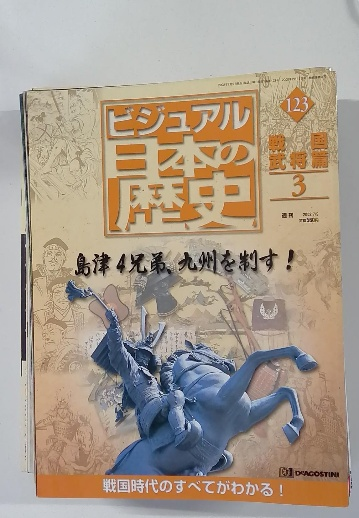 123
ビジュアル
日本の
歴史
戦国
武将篇
3
週刊
島津4兄弟、九州を制す!
DEAGOSTINI
戦国時代のすべてがわかる!